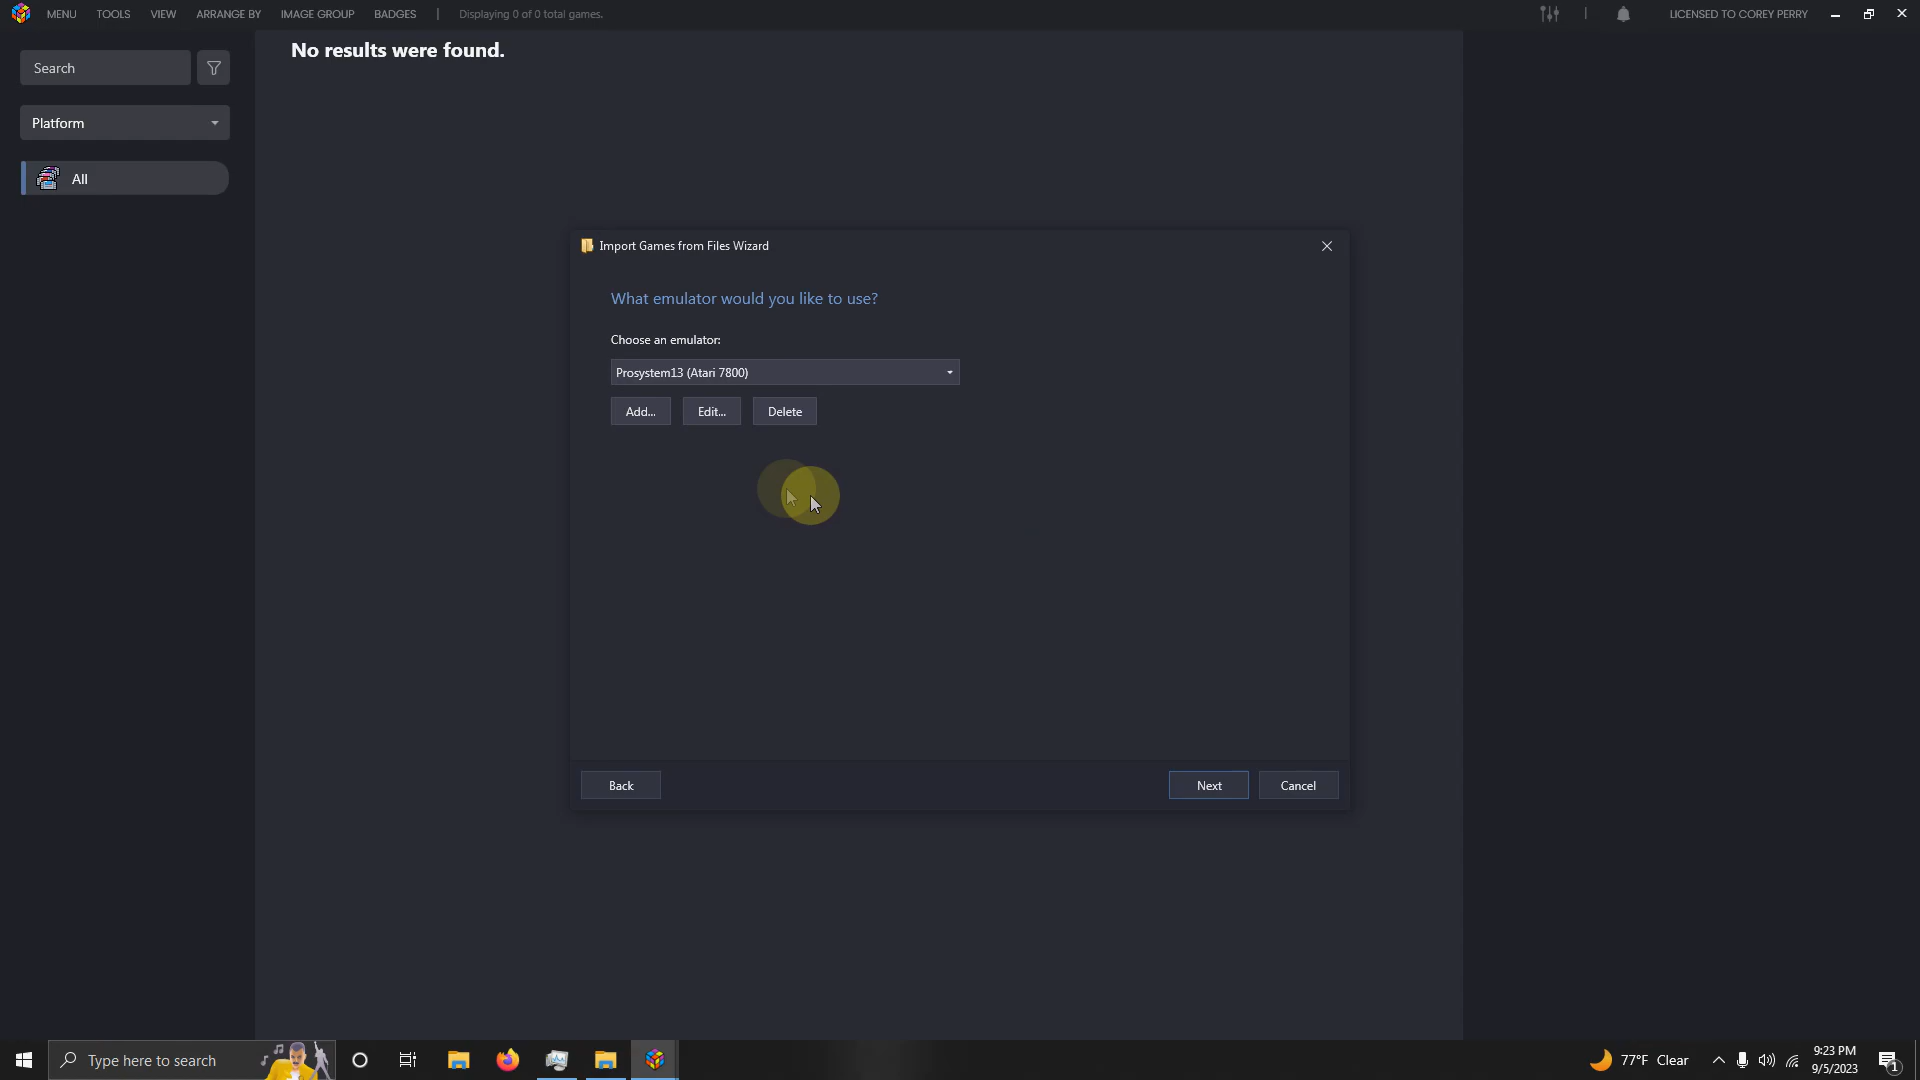 MENU TOOLS VIEW ARRANGE BY IMAGE GROUP BADGES | Displaying 0 of 0 total games. LICENSED TO COREY PERRY
Search
No results were found.
Platform
All
Import Games from Files Wizard
What emulator would you like to use?
Choose an emulator:
Prosystem13 (Atari 7800)
Add... Edit... Delete
Back Next Cancel
Type here to search
77°F Clear
9:23 PM
9/5/2023
1